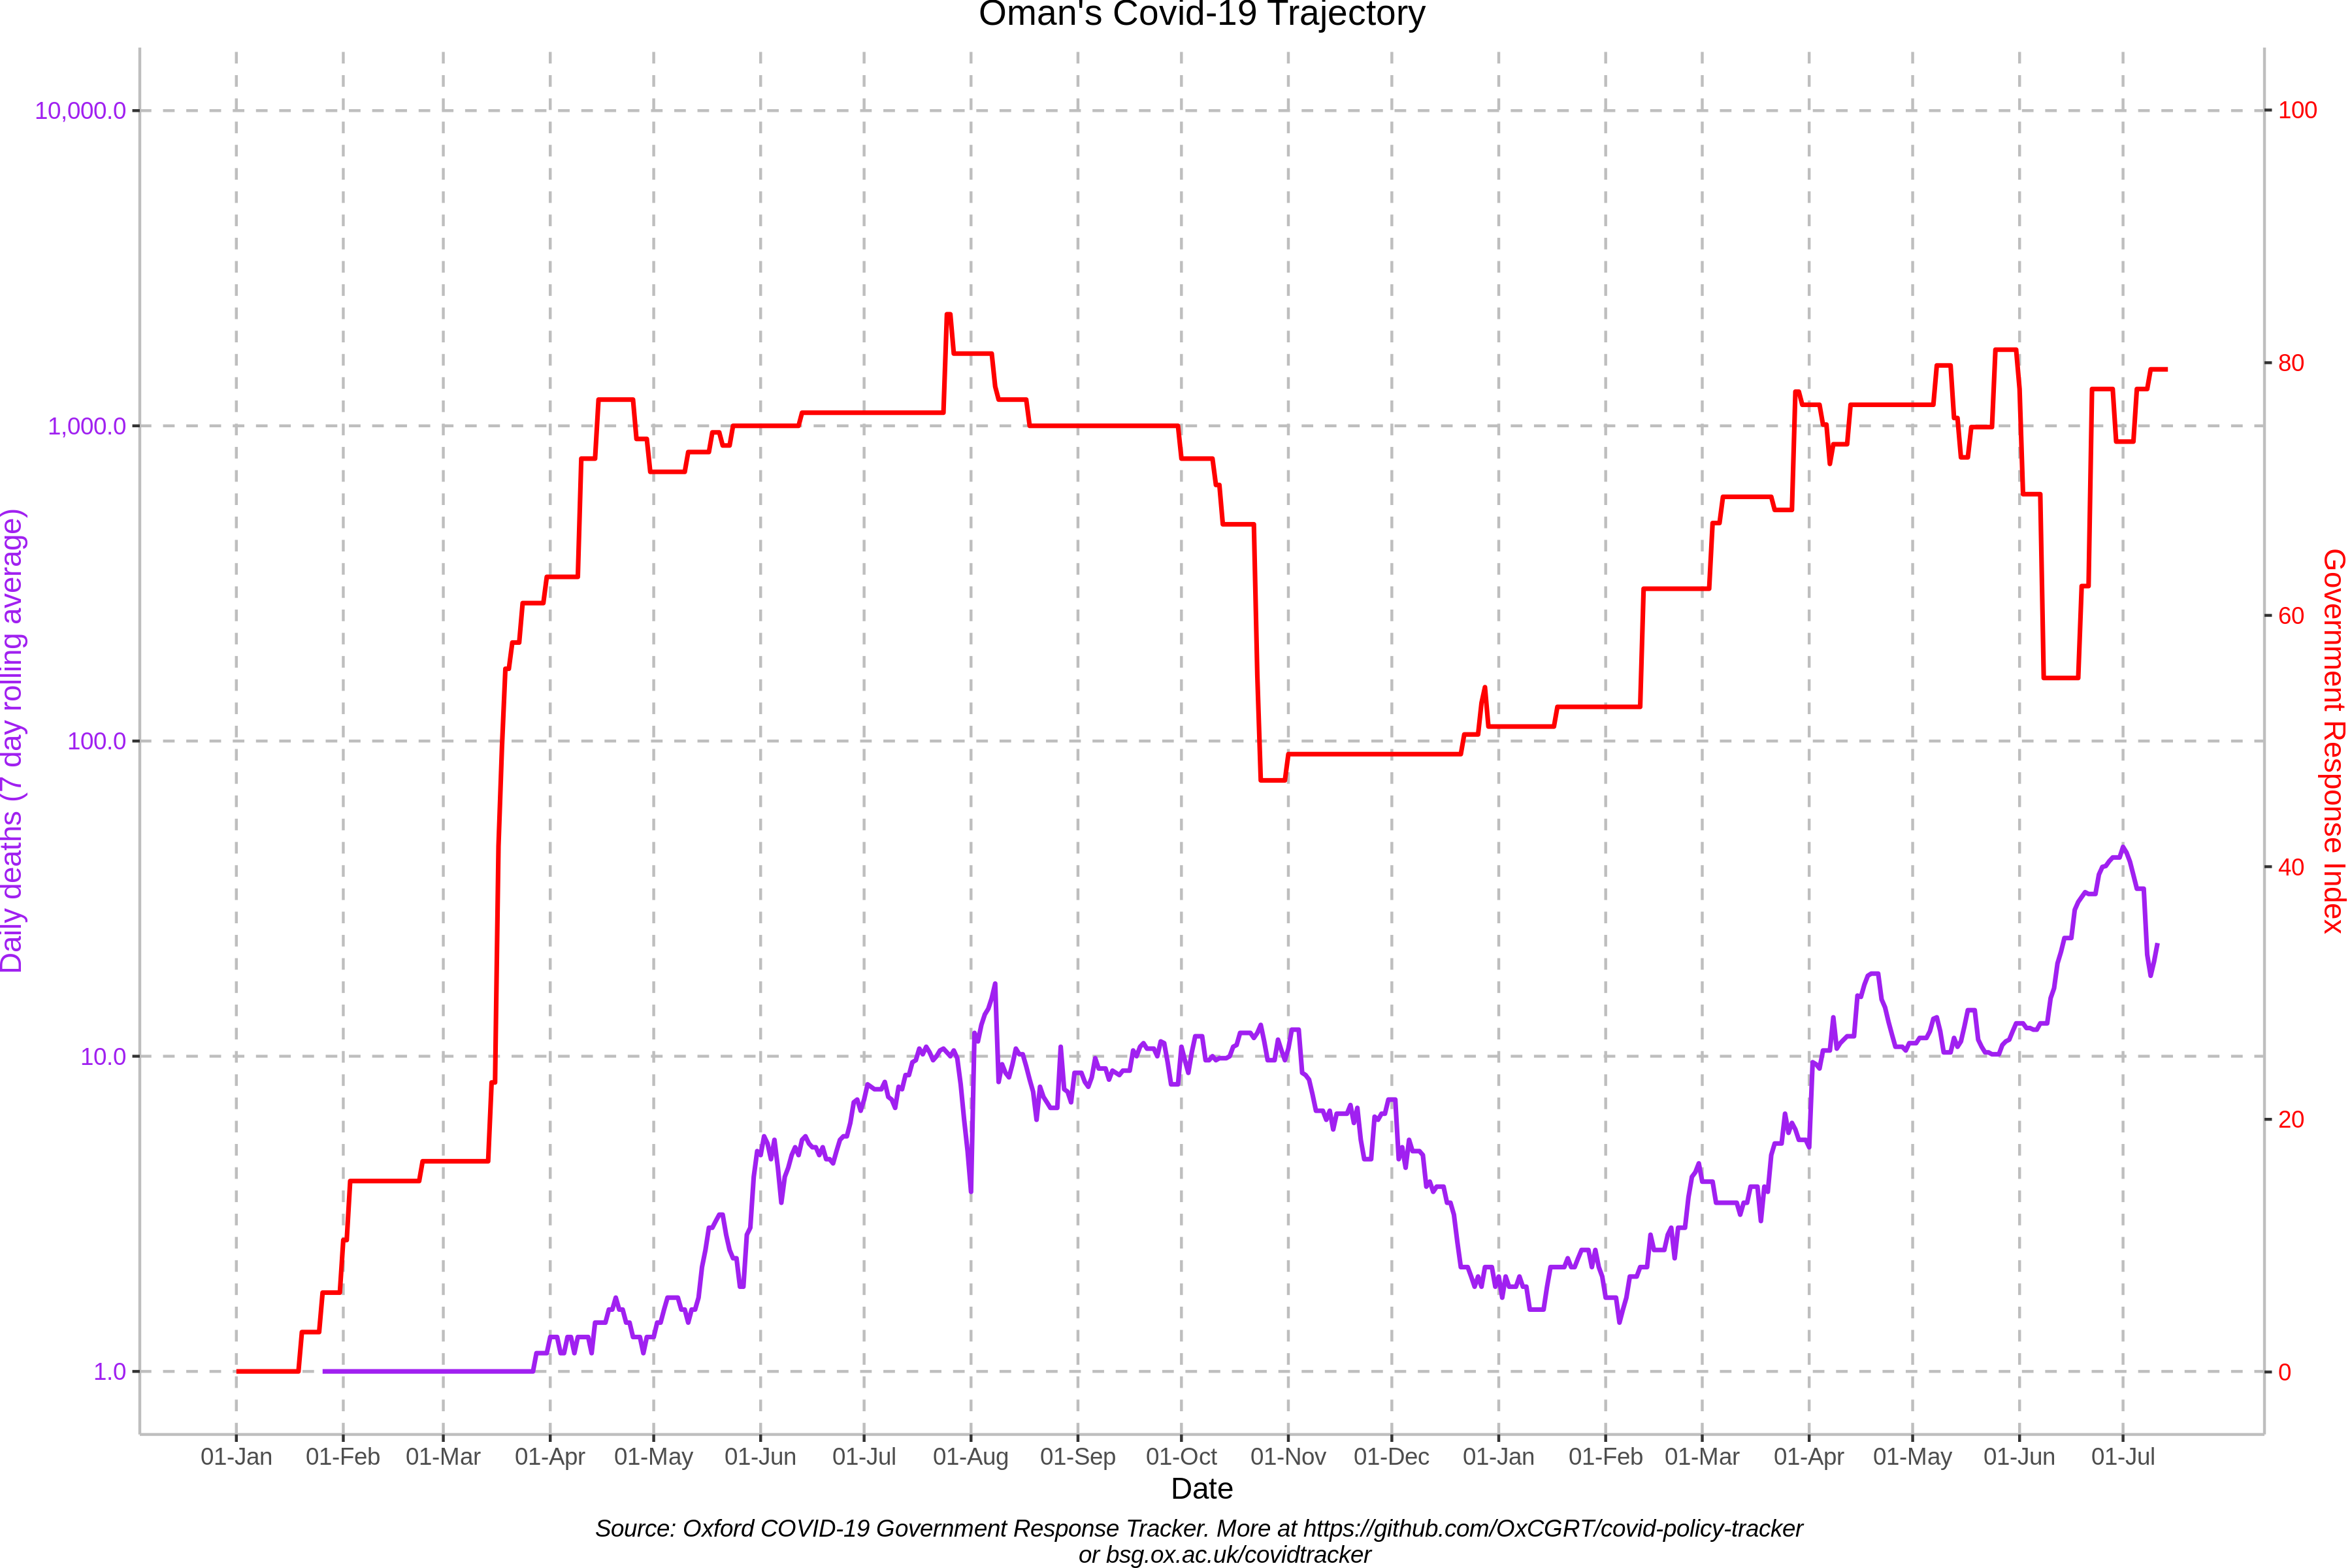 Oman's Covid-19 Trajectory
10,000.0
1,000.0
100.0
10.0
1.0
Daily deaths (7 day rolling average)
100
80
60
40
20
0
Government Response Index
01-Jan 01-Feb 01-Mar 01-Apr 01-May 01-Jun 01-Jul 01-Aug 01-Sep 01-Oct 01-Nov 01-Dec 01-Jan 01-Feb 01-Mar 01-Apr 01-May 01-Jun 01-Jul
Date
Source: Oxford COVID-19 Government Response Tracker. More at https://github.com/OxCGRT/covid-policy-tracker
or bsg.ox.ac.uk/covidtracker